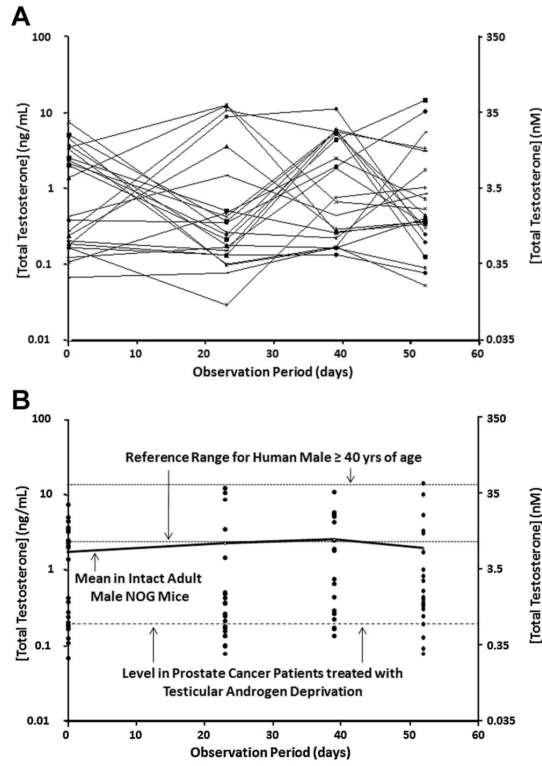 A
[Total Testosterone] (ng/mL)
100
10
1
0.1
0.01
350
35
3.5
0.35
0.035
[Total Testosterone] (nM)
0 10 20 30 40 50 60
Observation Period (days)
B
[Total Testosterone] (ng/mL)
100
10
1
0.1
0.01
Reference Range for Human Male ≥ 40 yrs of age
Mean in Intact Adult
Male NOG Mice
Level in Prostate Cancer Patients treated with
Testicular Androgen Deprivation
350
35
3.5
0.35
0.035
[Total Testosterone] (nM)
0 10 20 30 40 50 60
Observation Period (days)